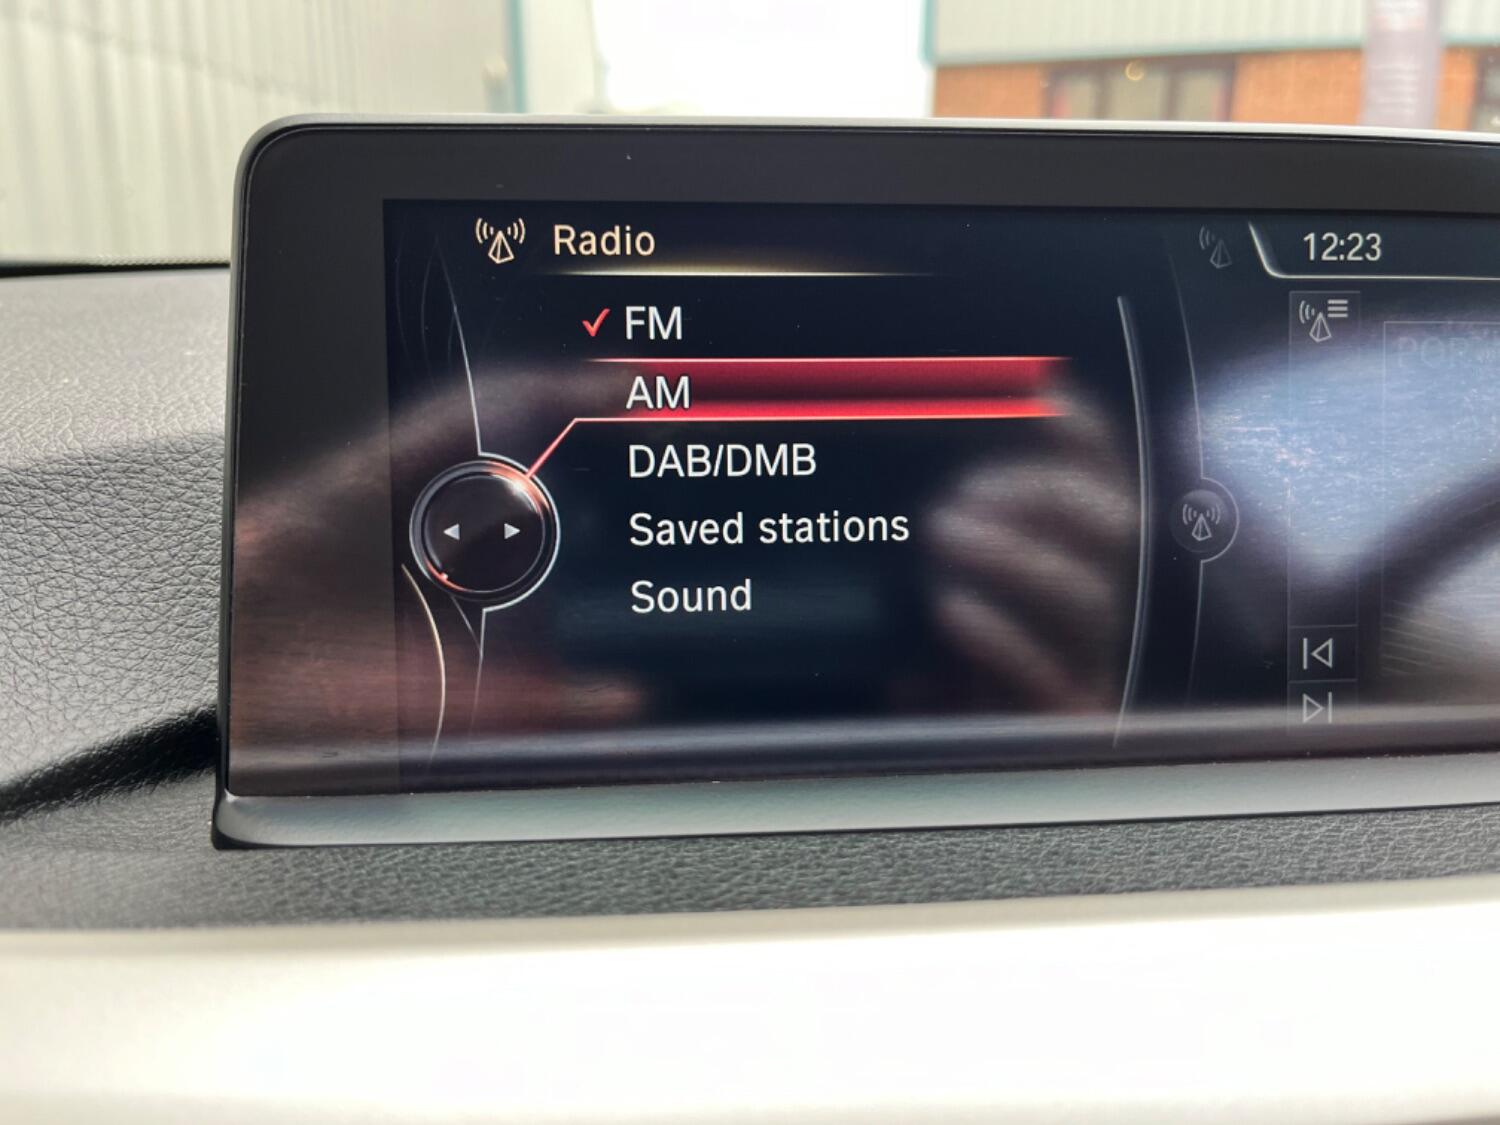 Radio
12:23
FM
AM
DAB/DMB
Saved stations
Sound